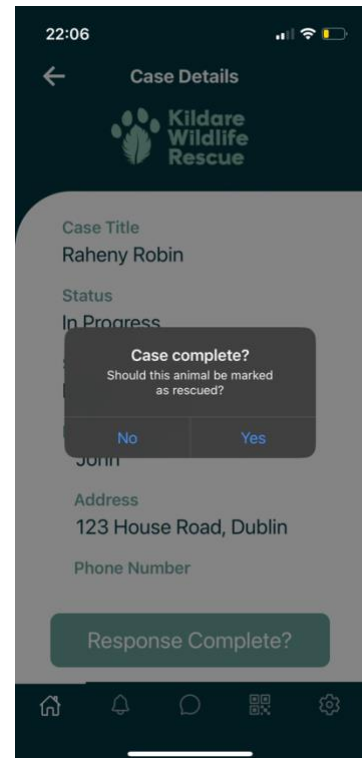 22:06
Case Details
Kildare
Wildlife
Rescue
Case Title
Raheny Robin
Status
In Progress
Case complete?
Should this animal be marked
as rescued?
No Yes
John
Address
123 House Road, Dublin
Phone Number
Response Complete?